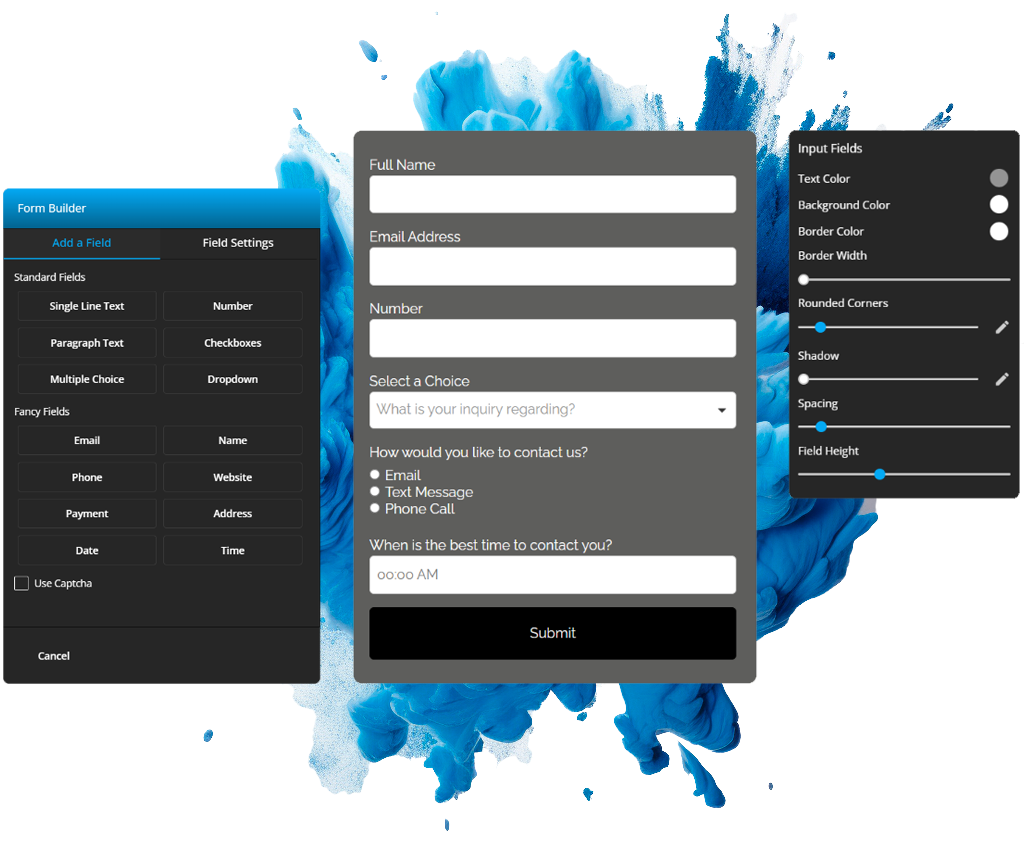 Form Builder
Add a Field
Field Settings
Standard Fields
Single Line Text
Number
Paragraph Text
Checkboxes
Multiple Choice
Dropdown
Fancy Fields
Email
Name
Phone
Website
Payment
Address
Date
Time
Use Captcha
Cancel
Full Name
Email Address
Number
Select a Choice
What is your inquiry regarding?
How would you like to contact us?
Email
Text Message
Phone Call
When is the best time to contact you?
00:00 AM
Submit
Input Fields
Text Color
Background Color
Border Color
Border Width
Rounded Corners
Shadow
Spacing
Field Height